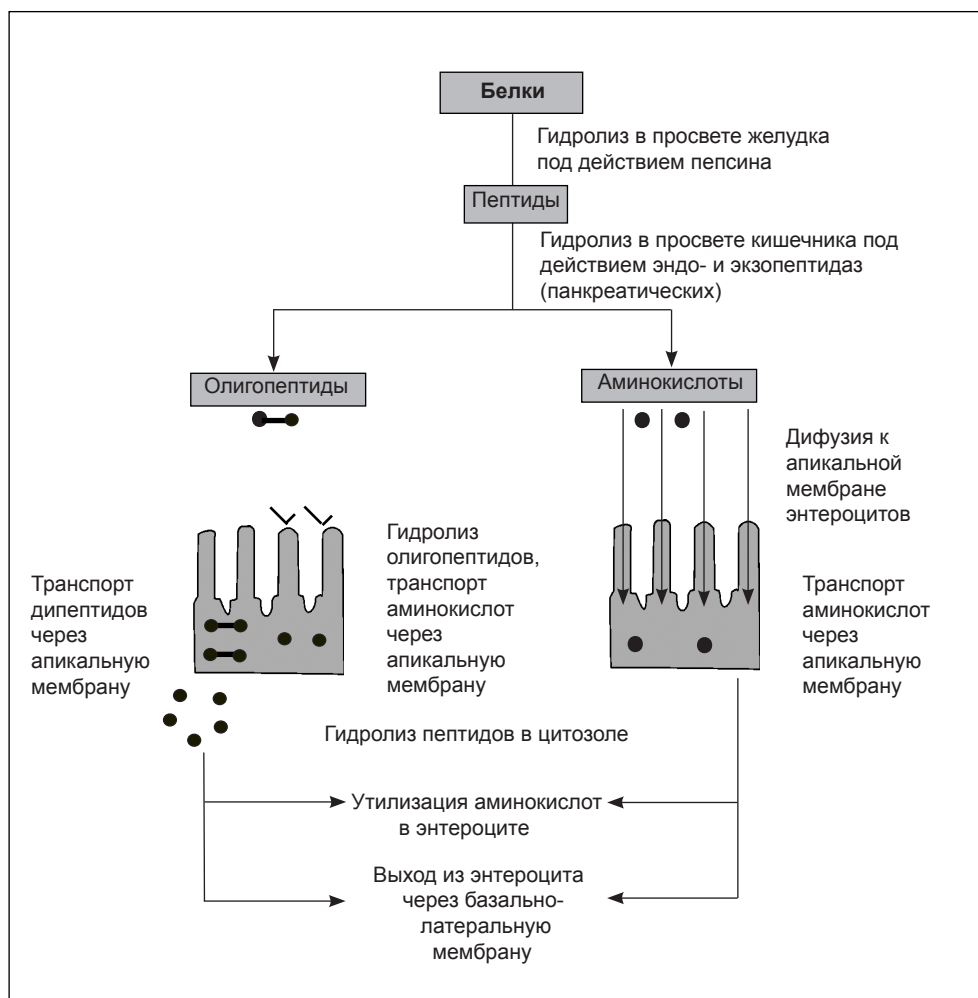 Белки
Гидролиз в просвете желудка
под действием пепсина
Пептиды
Гидролиз в просвете кишечника под
действием эндо- и экзопептидаз
(панкреатических)
Олигопептиды
Аминокислоты
Дифузия к
апикальной
мембране
энтероцитов
Транспорт
дипептидов
через
апикальную
мембрану
Гидролиз
олигопептидов,
транспорт
аминокислот
через
апикальную
мембрану
Транспорт
аминокислот
через
апикальную
мембрану
Гидролиз пептидов в цитозоле
Утилизация аминокислот
в энтероците
Выход из энтероцита
через базально-
латеральную
мембрану